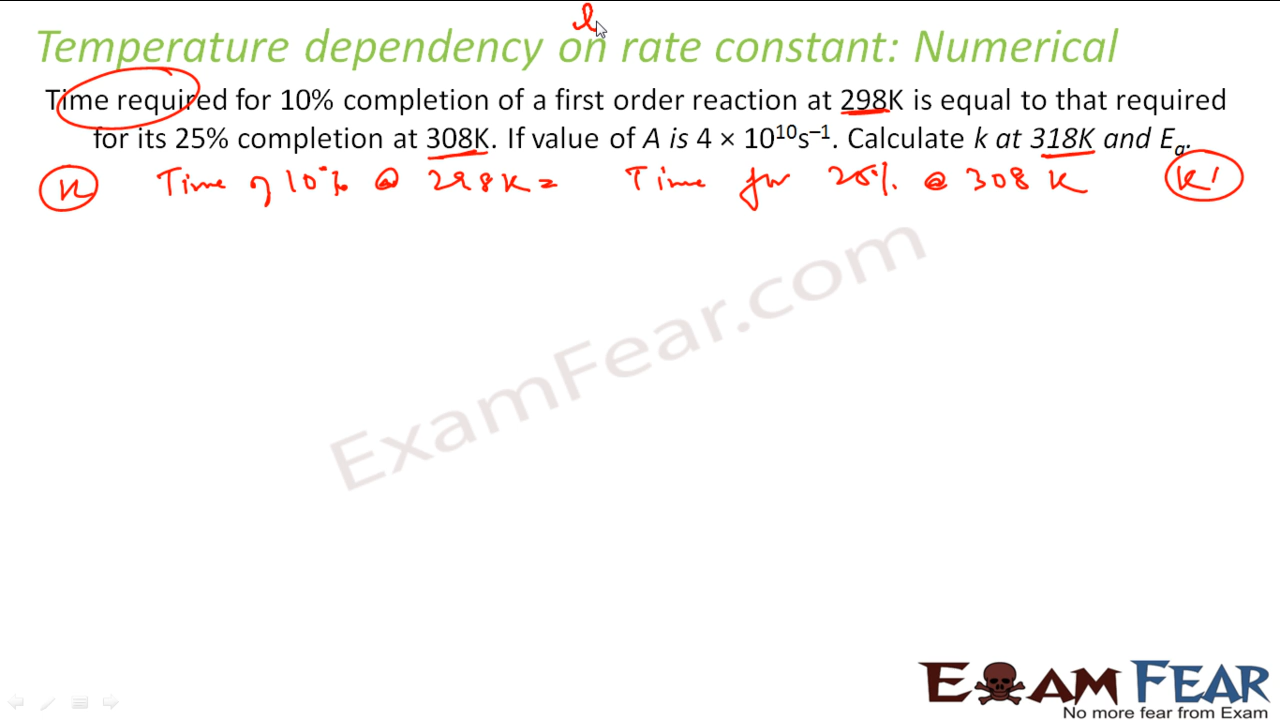 l
Temperature dependency on rate constant: Numerical
Time required for 10% completion of a first order reaction at 298K is equal to that required
for its 25% completion at 308K. If value of A is 4 × 10¹⁰s⁻¹. Calculate k at 318K and Eₐ.
K Time of 10% @ 298K = Time for 25% @ 308 K K'
ExamFear.com
EXAM FEAR
No more fear from Exam